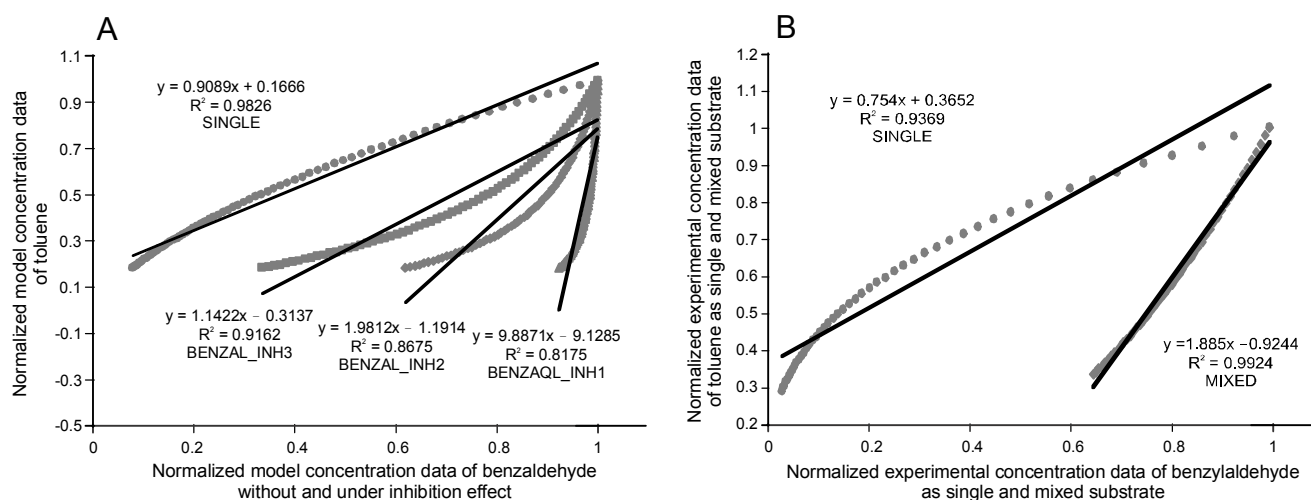 A
Normalized model concentration data
of toluene
1.1
0.9
0.7
0.5
0.3
0.1
-0.1
-0.3
-0.5
y = 0.9089x + 0.1666
R² = 0.9826
SINGLE
y = 1.1422x − 0.3137
R² = 0.9162
BENZAL_INH3
y = 1.9812x − 1.1914
R² = 0.8675
BENZAL_INH2
y = 9.8871x − 9.1285
R² = 0.8175
BENZAQL_INH1
0 0.2 0.4 0.6 0.8 1
Normalized model concentration data of benzaldehyde
without and under inhibition effect
B
Normalized experimental concentration data
of toluene as single and mixed substrate
1.2
1.1
1
0.9
0.8
0.7
0.6
0.5
0.4
0.3
0.2
y = 0.754x + 0.3652
R² = 0.9369
SINGLE
y =1.885x −0.9244
R² = 0.9924
MIXED
0 0.2 0.4 0.6 0.8 1
Normalized experimental concentration data of benzylaldehyde
as single and mixed substrate